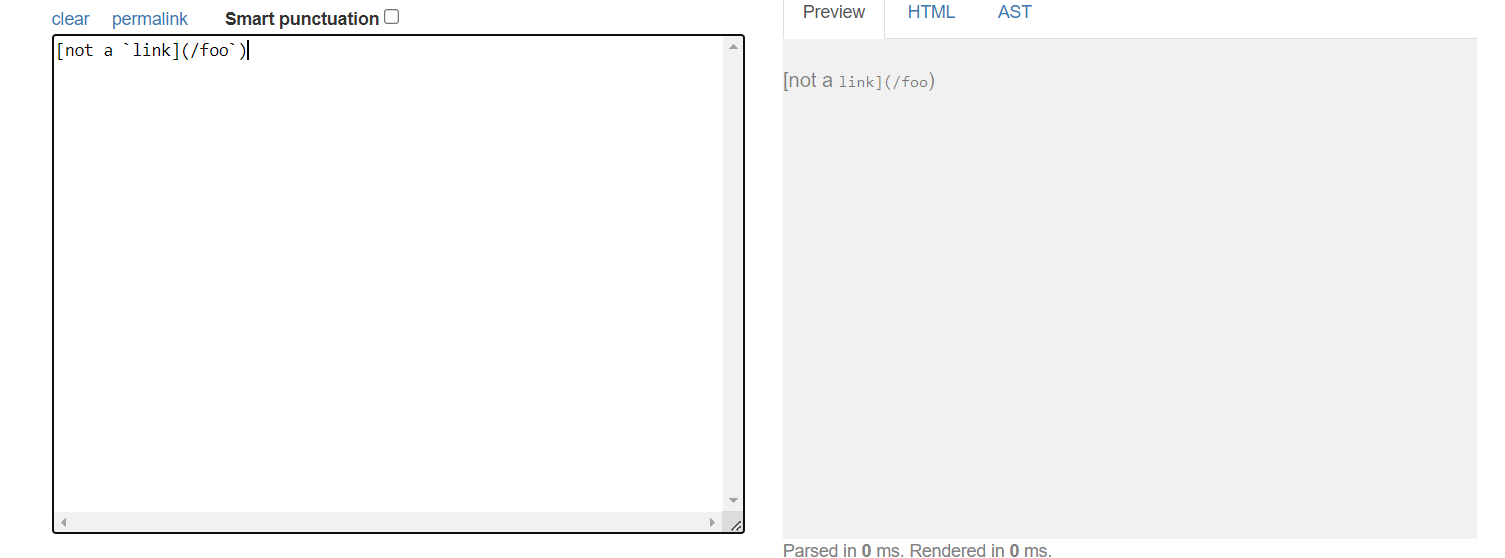 clear permalink Smart punctuation
[not a `link](/foo`)
Preview HTML AST
[not a link](/foo)
Parsed in 0 ms. Rendered in 0 ms.